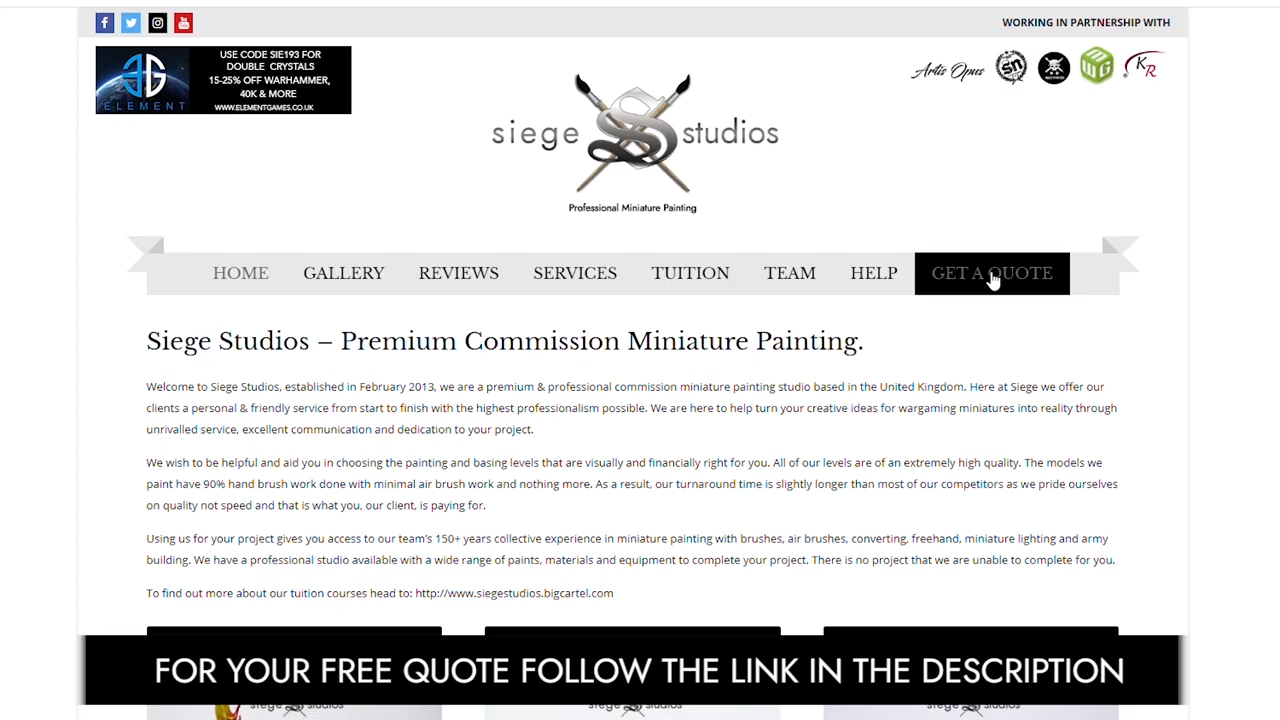 WORKING IN PARTNERSHIP WITH
USE CODE SIE193 FOR
DOUBLE CRYSTALS
15-25% OFF WARHAMMER,
40K & MORE
WWW.ELEMENTGAMES.CO.UK
ELEMENT
Artis Opus
sn
MWG
KR
siege studios
Professional Miniature Painting
HOME GALLERY REVIEWS SERVICES TUITION TEAM HELP GET A QUOTE
Siege Studios – Premium Commission Miniature Painting.
Welcome to Siege Studios, established in February 2013, we are a premium & professional commission miniature painting studio based in the United Kingdom. Here at Siege we offer our
clients a personal & friendly service from start to finish with the highest professionalism possible. We are here to help turn your creative ideas for wargaming miniatures into reality through
unrivalled service, excellent communication and dedication to your project.
We wish to be helpful and aid you in choosing the painting and basing levels that are visually and financially right for you. All of our levels are of an extremely high quality. The models we
paint have 90% hand brush work done with minimal air brush work and nothing more. As a result, our turnaround time is slightly longer than most of our competitors as we pride ourselves
on quality not speed and that is what you, our client, is paying for.
Using us for your project gives you access to our team’s 150+ years collective experience in miniature painting with brushes, air brushes, converting, freehand, miniature lighting and army
building. We have a professional studio available with a wide range of paints, materials and equipment to complete your project. There is no project that we are unable to complete for you.
To find out more about our tuition courses head to: http://www.siegestudios.bigcartel.com
FOR YOUR FREE QUOTE FOLLOW THE LINK IN THE DESCRIPTION
siege studios
siege studios
siege studios